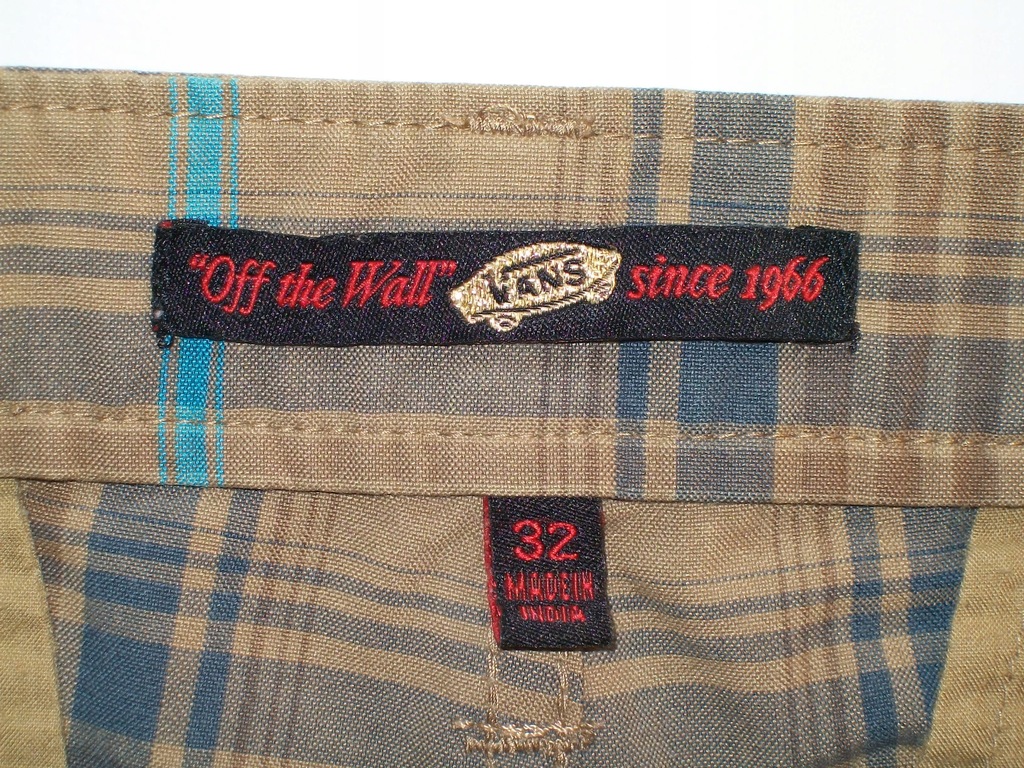 "Off the Wall" VANS since 1966
32
MADE IN
INDIA